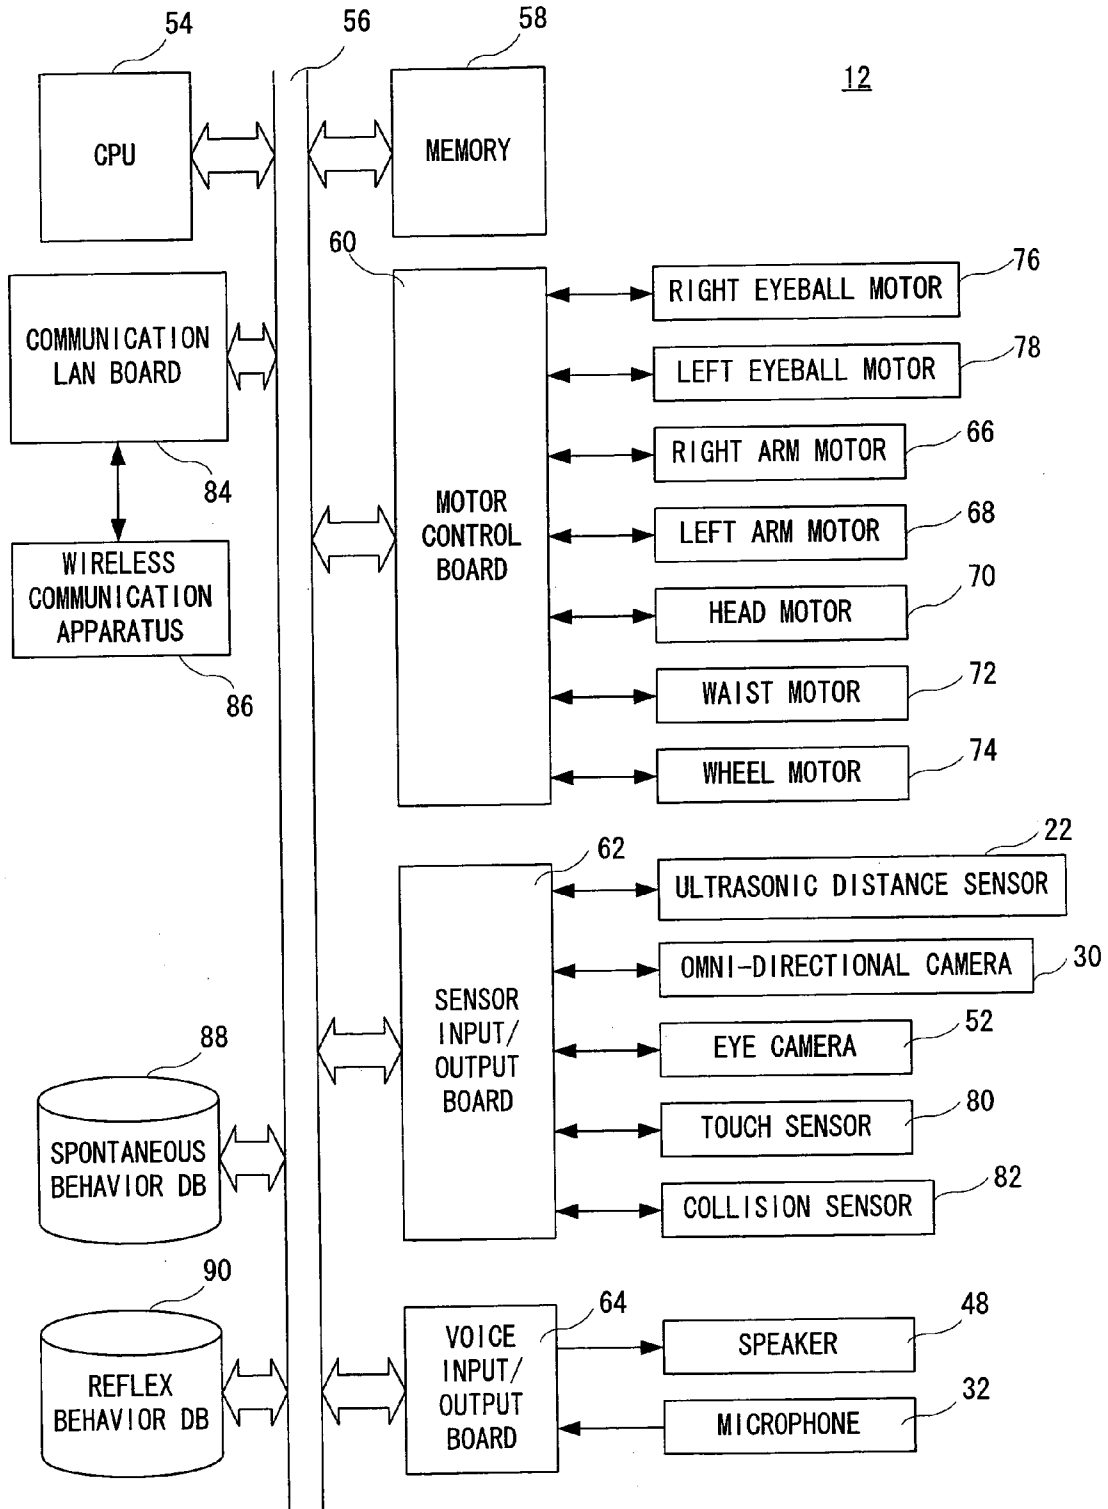 54
56
58
12
CPU
MEMORY
60
COMMUNICATION
LAN BOARD
84
WIRELESS
COMMUNICATION
APPARATUS
86
MOTOR
CONTROL
BOARD
RIGHT EYEBALL MOTOR
76
LEFT EYEBALL MOTOR
78
RIGHT ARM MOTOR
66
LEFT ARM MOTOR
68
HEAD MOTOR
70
WAIST MOTOR
72
WHEEL MOTOR
74
62
SENSOR
INPUT/
OUTPUT
BOARD
ULTRASONIC DISTANCE SENSOR
22
OMNI-DIRECTIONAL CAMERA
30
EYE CAMERA
52
TOUCH SENSOR
80
COLLISION SENSOR
82
88
SPONTANEOUS
BEHAVIOR DB
90
REFLEX
BEHAVIOR DB
64
VOICE
INPUT/
OUTPUT
BOARD
SPEAKER
48
MICROPHONE
32